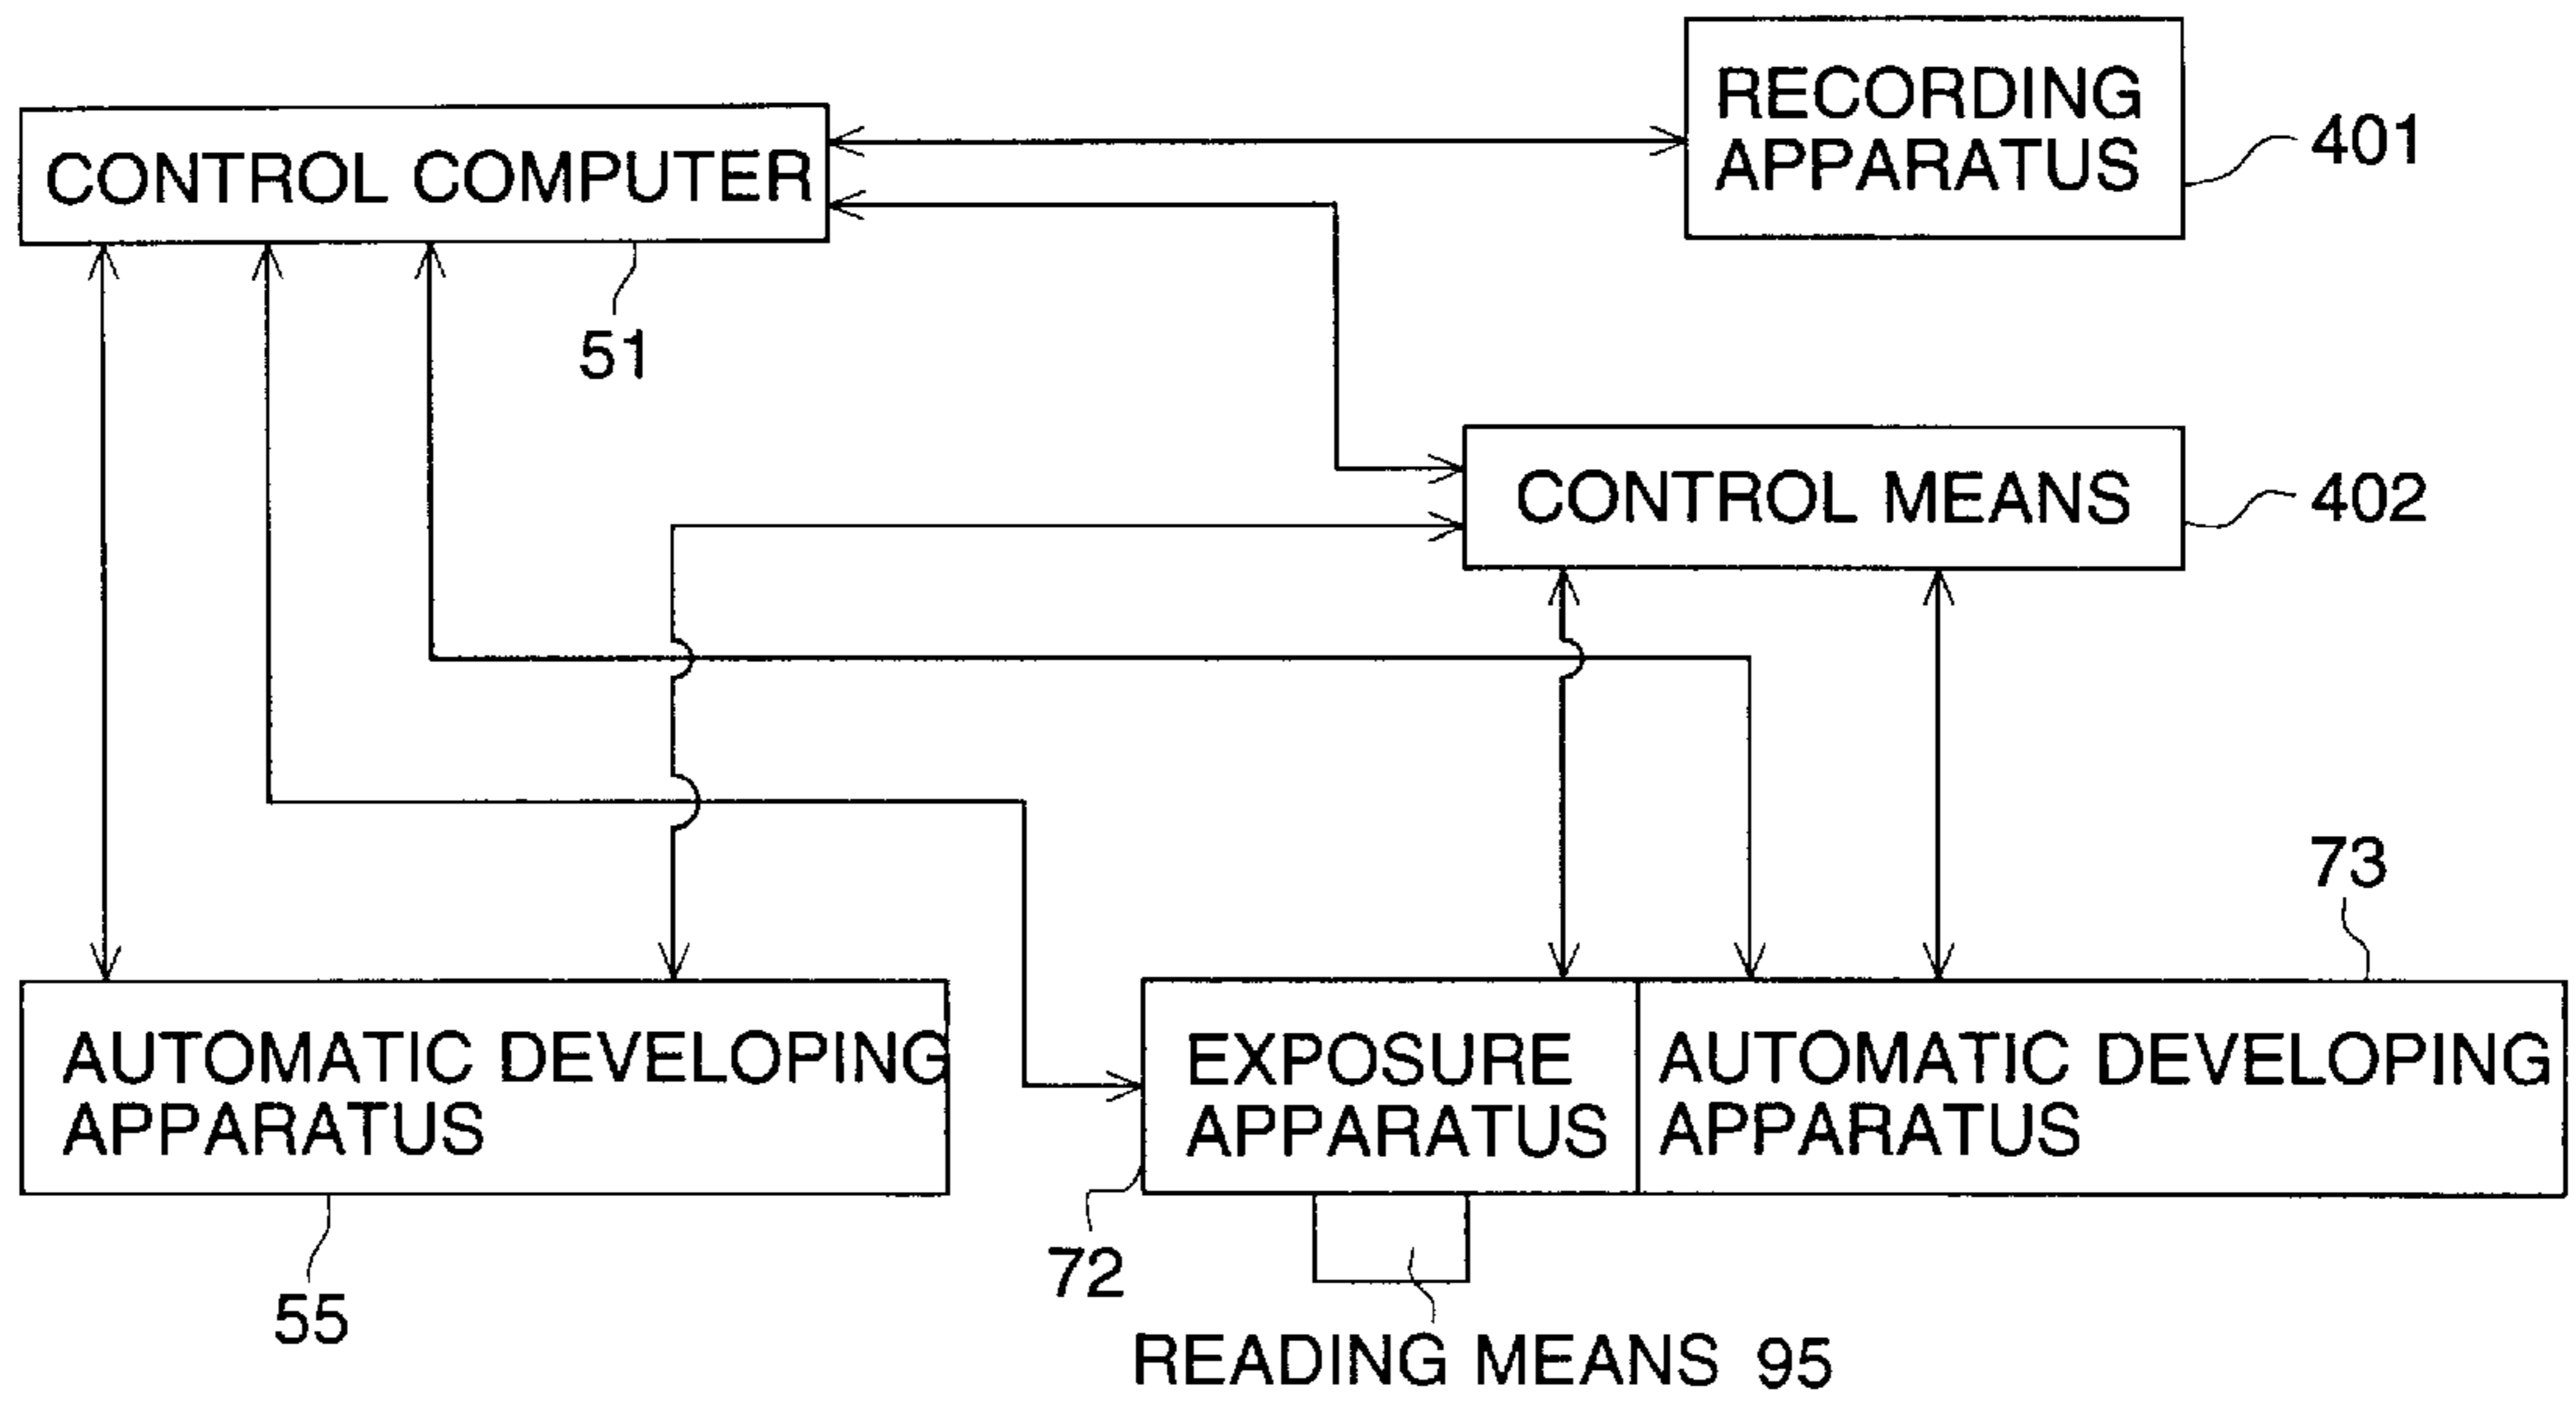 RECORDING
APPARATUS
401
CONTROL COMPUTER
51
CONTROL MEANS
402
73
AUTOMATIC DEVELOPING
APPARATUS
55
EXPOSURE
APPARATUS
72
AUTOMATIC DEVELOPING
APPARATUS
READING MEANS 95